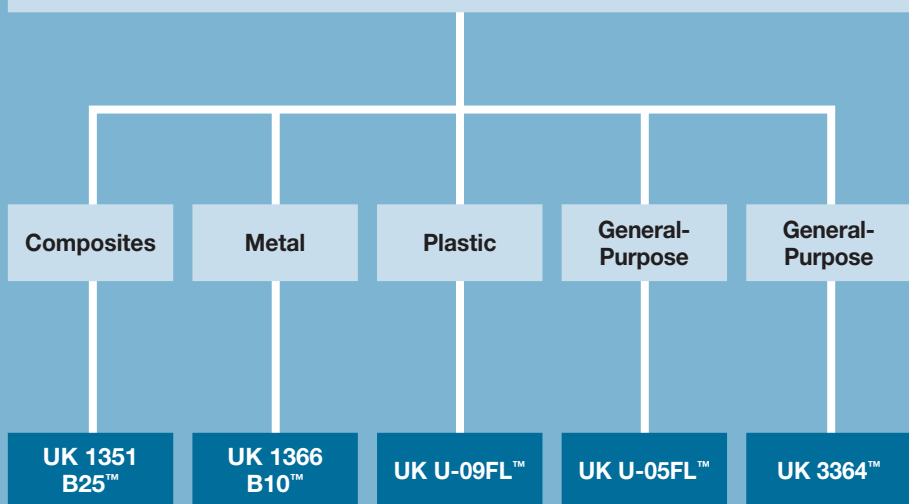 Composites
Metal
Plastic
General-
Purpose
General-
Purpose
UK 1351
B25™
UK 1366
B10™
UK U-09FL™
UK U-05FL™
UK 3364™